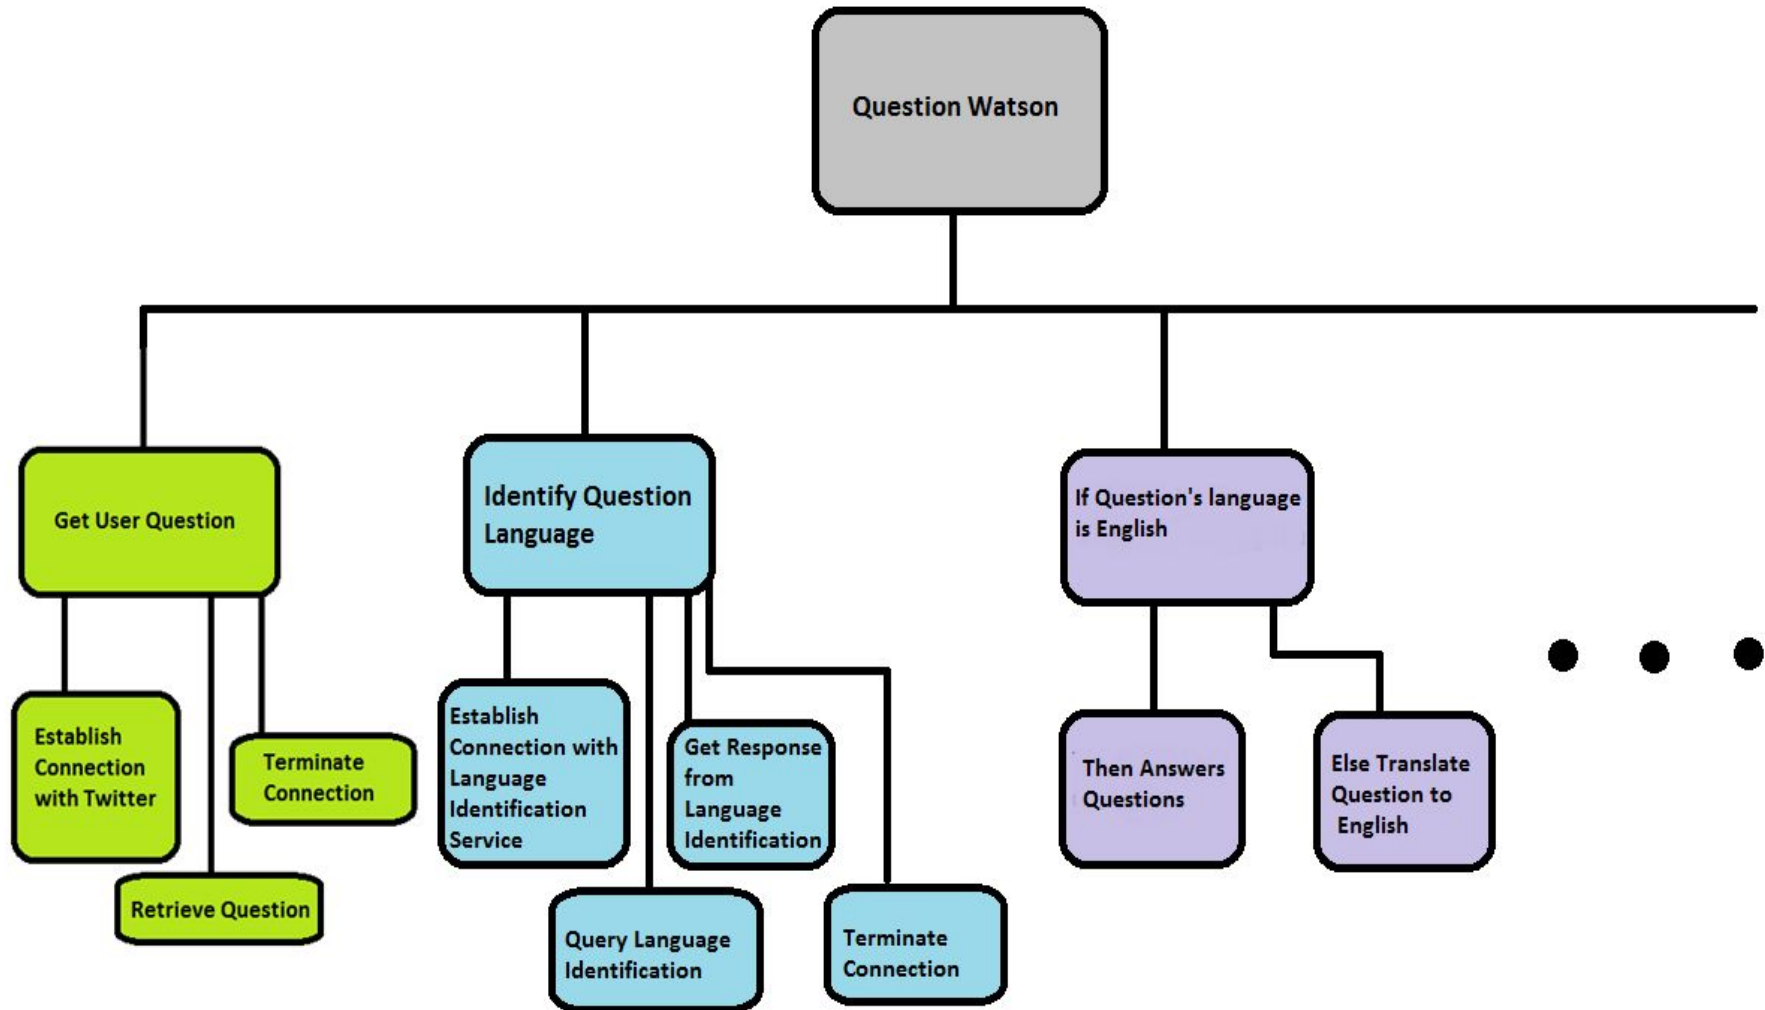 Question Watson
Get User Question
Establish
Connection
with Twitter
Retrieve Question
Terminate
Connection
Identify Question
Language
Establish
Connection with
Language
Identification
Service
Query Language
Identification
Get Response
from
Language
Identification
Terminate
Connection
If Question's language
is English
Then Answers
Questions
Else Translate
Question to
English